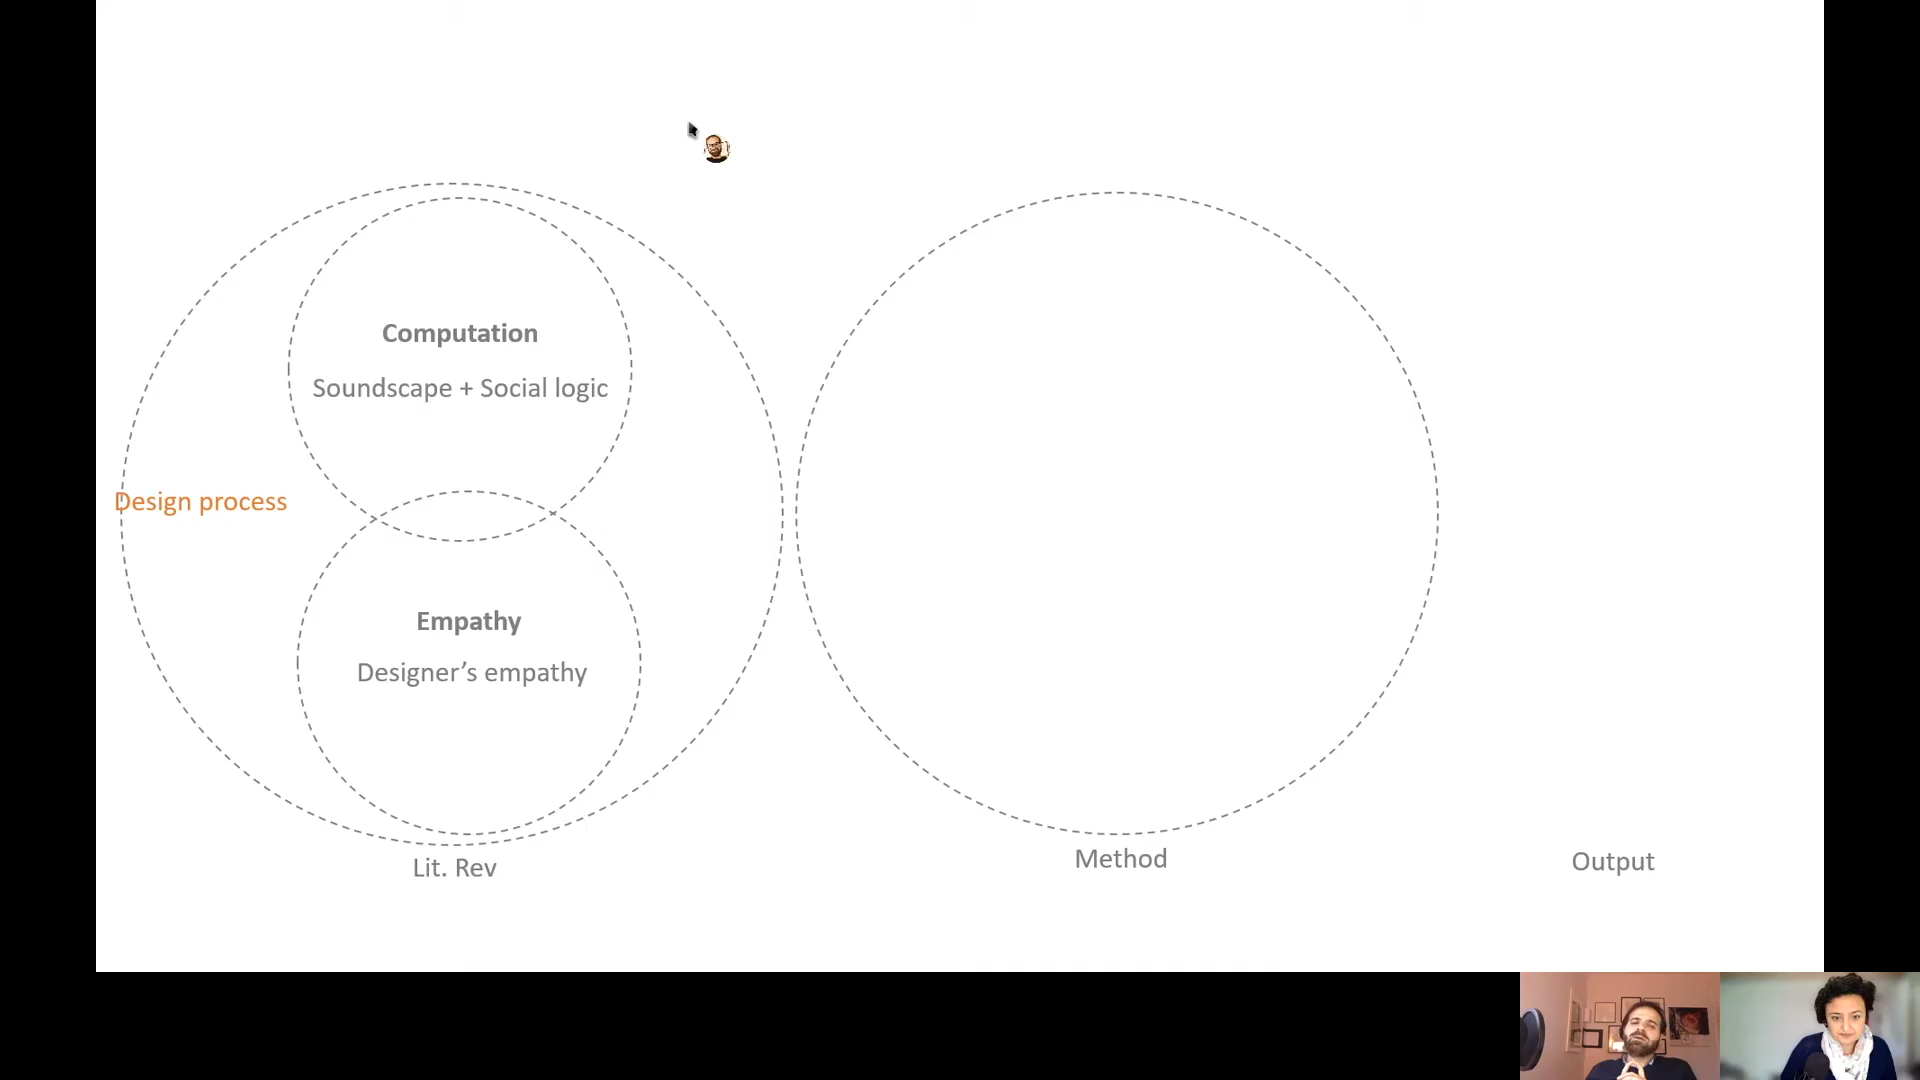 Computation
Soundscape + Social logic
Design process
Empathy
Designer’s empathy
Lit. Rev
Method
Output